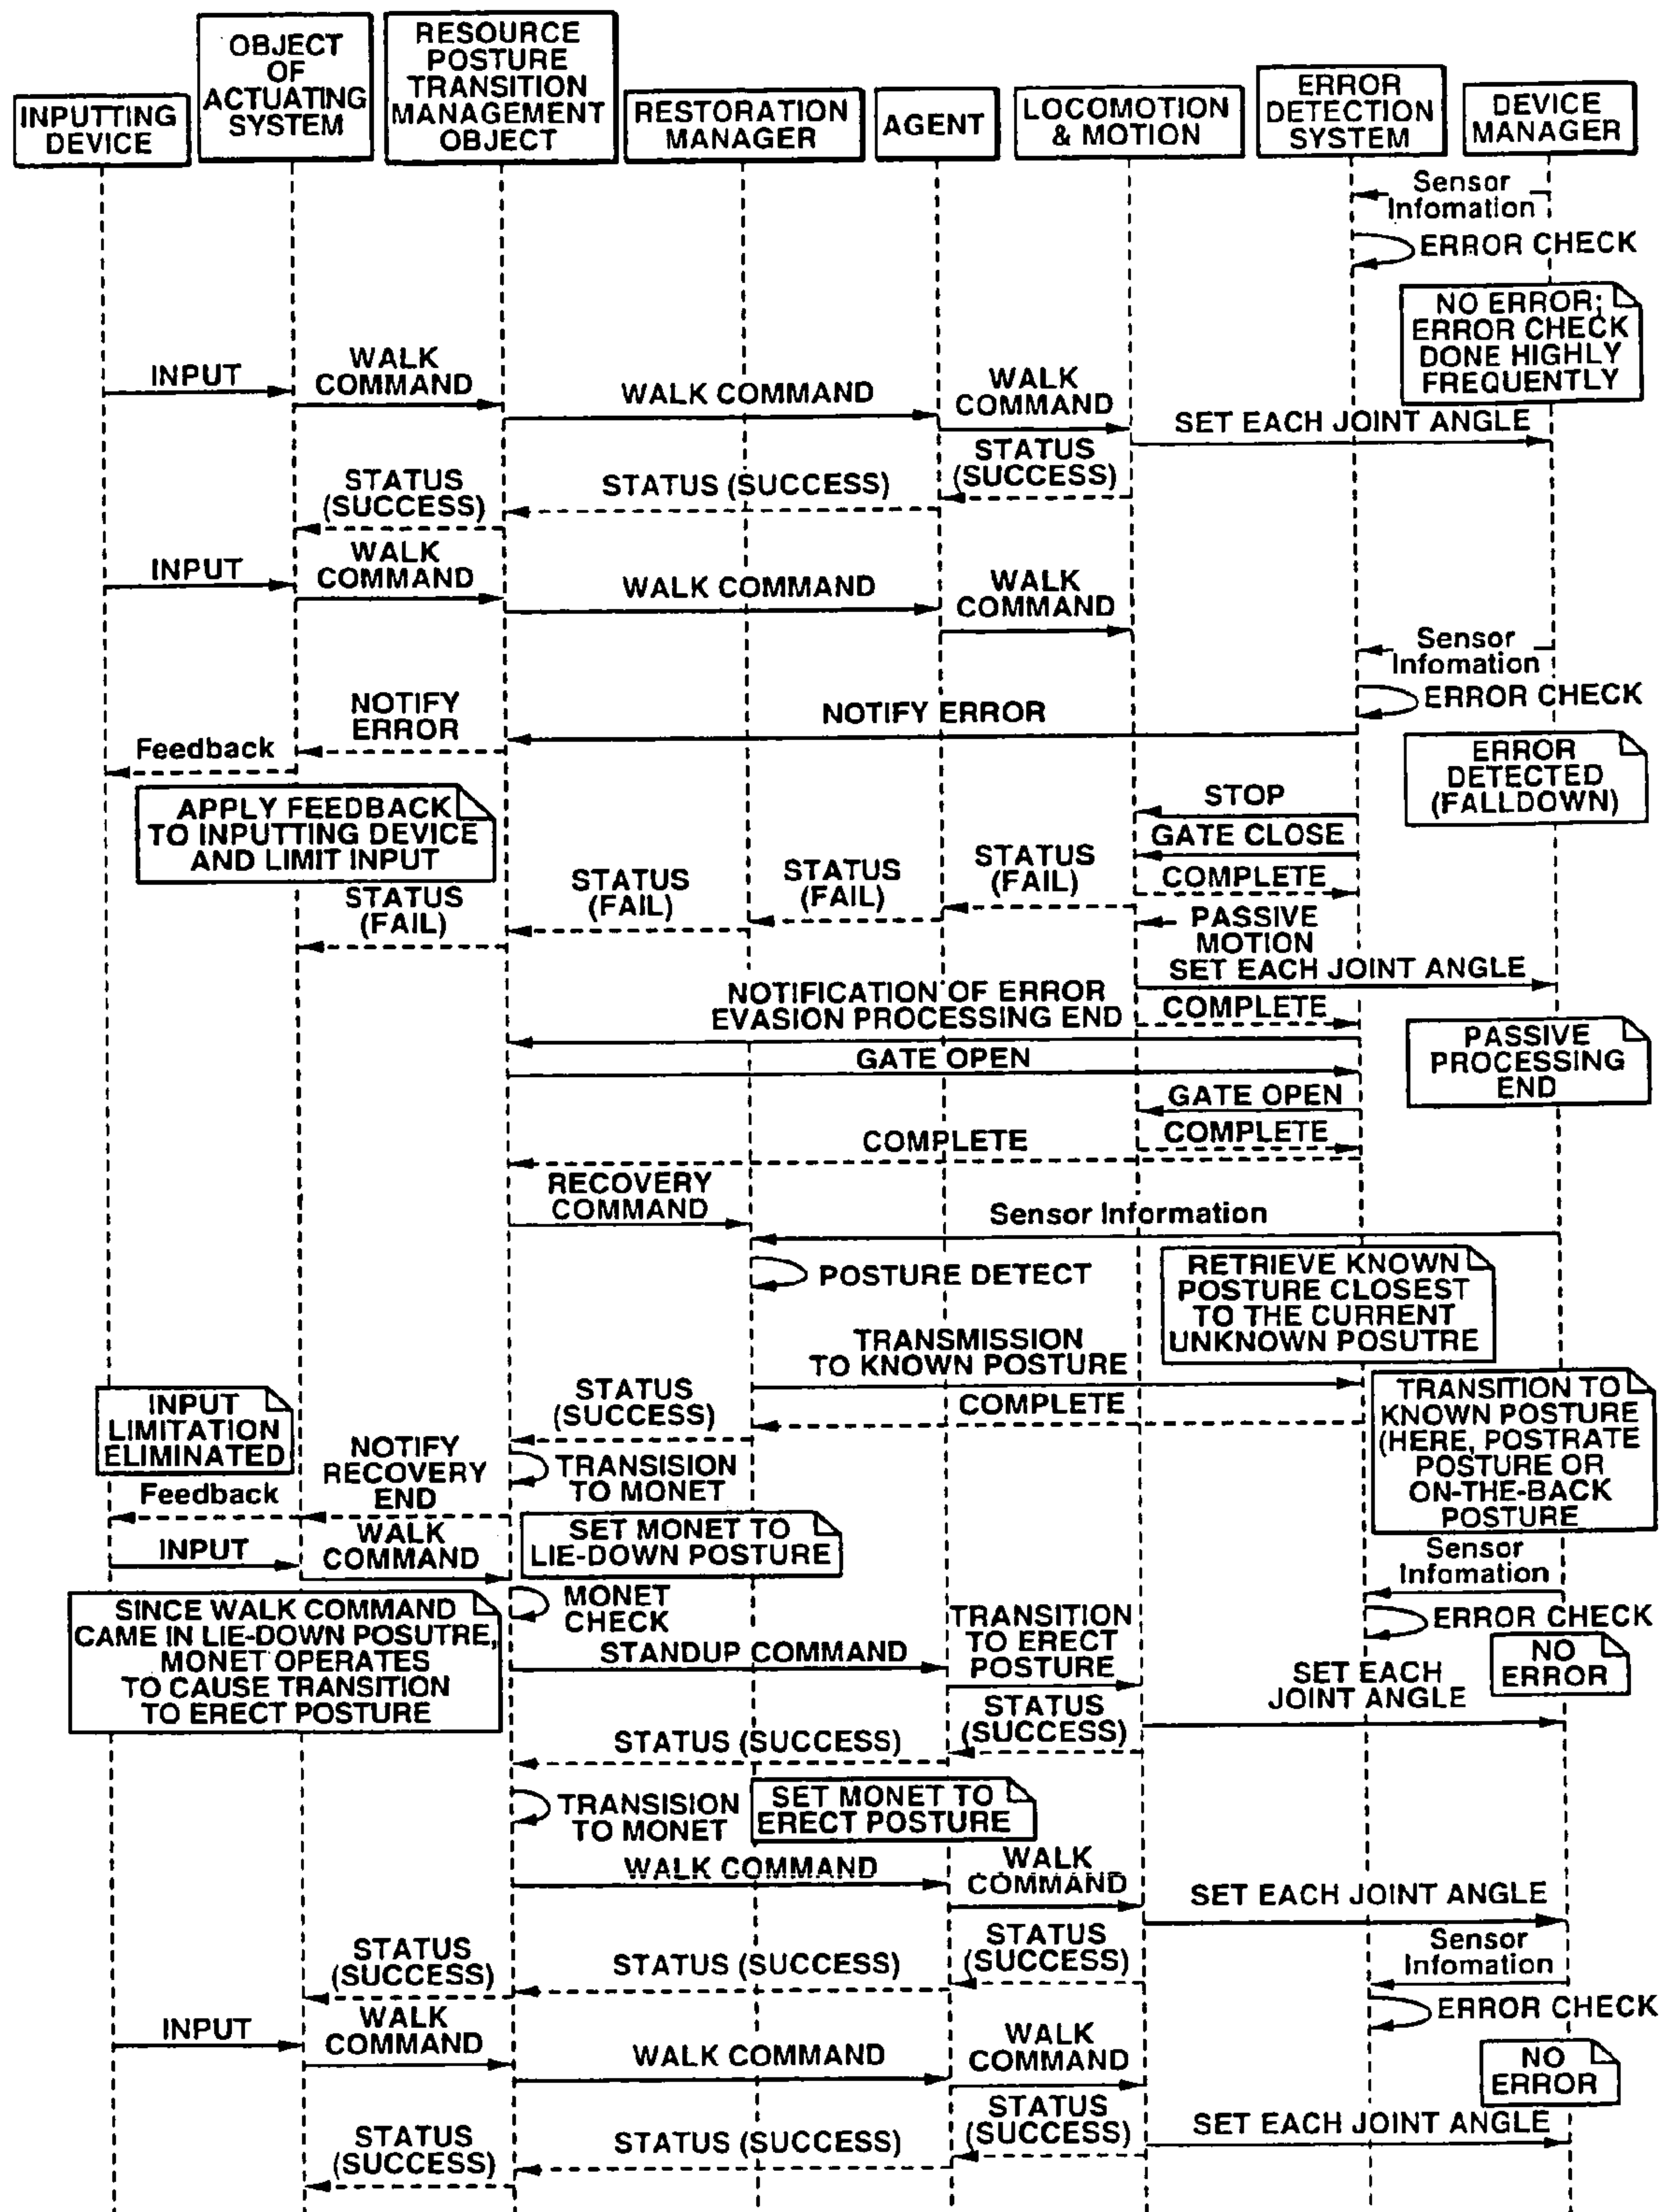 INPUTTING
DEVICE
OBJECT
OF
ACTUATING
SYSTEM
RESOURCE
POSTURE
TRANSITION
MANAGEMENT
OBJECT
RESTORATION
MANAGER
AGENT
LOCOMOTION
& MOTION
ERROR
DETECTION
SYSTEM
DEVICE
MANAGER
Sensor
Infomation
ERROR CHECK
NO ERROR;
ERROR CHECK
DONE HIGHLY
FREQUENTLY
INPUT
WALK
COMMAND
WALK COMMAND
WALK
COMMAND
SET EACH JOINT ANGLE
STATUS
(SUCCESS)
STATUS (SUCCESS)
STATUS
(SUCCESS)
INPUT
WALK
COMMAND
WALK COMMAND
WALK
COMMAND
Sensor
Infomation
ERROR CHECK
NOTIFY ERROR
NOTIFY
ERROR
Feedback
ERROR
DETECTED
(FALLDOWN)
APPLY FEEDBACK
TO INPUTTING DEVICE
AND LIMIT INPUT
STOP
GATE CLOSE
COMPLETE
STATUS
(FAIL)
STATUS
(FAIL)
STATUS
(FAIL)
STATUS
(FAIL)
PASSIVE
MOTION
SET EACH JOINT ANGLE
NOTIFICATION OF ERROR
EVASION PROCESSING END
COMPLETE
PASSIVE
PROCESSING
END
GATE OPEN
GATE OPEN
COMPLETE
COMPLETE
RECOVERY
COMMAND
Sensor Information
POSTURE DETECT
RETRIEVE KNOWN
POSTURE CLOSEST
TO THE CURRENT
UNKNOWN POSUTRE
TRANSMISSION
TO KNOWN POSTURE
COMPLETE
TRANSITION TO
KNOWN POSTURE
(HERE, POSTRATE
POSTURE OR
ON-THE-BACK
POSTURE
STATUS
(SUCCESS)
INPUT
LIMITATION
ELIMINATED
NOTIFY
RECOVERY
END
TRANSISION
TO MONET
Feedback
SET MONET TO
LIE-DOWN POSTURE
INPUT
WALK
COMMAND
Sensor
Infomation
MONET
CHECK
ERROR CHECK
SINCE WALK COMMAND
CAME IN LIE-DOWN POSUTRE,
MONET OPERATES
TO CAUSE TRANSITION
TO ERECT POSTURE
STANDUP COMMAND
TRANSITION
TO ERECT
POSTURE
NO
ERROR
SET EACH
JOINT ANGLE
STATUS
(SUCCESS)
STATUS (SUCCESS)
TRANSISION
TO MONET
SET MONET TO
ERECT POSTURE
WALK COMMAND
WALK
COMMAND
SET EACH JOINT ANGLE
STATUS
(SUCCESS)
STATUS (SUCCESS)
STATUS
(SUCCESS)
Sensor
Infomation
ERROR CHECK
INPUT
WALK
COMMAND
WALK COMMAND
WALK
COMMAND
NO
ERROR
SET EACH JOINT ANGLE
STATUS
(SUCCESS)
STATUS (SUCCESS)
STATUS
(SUCCESS)